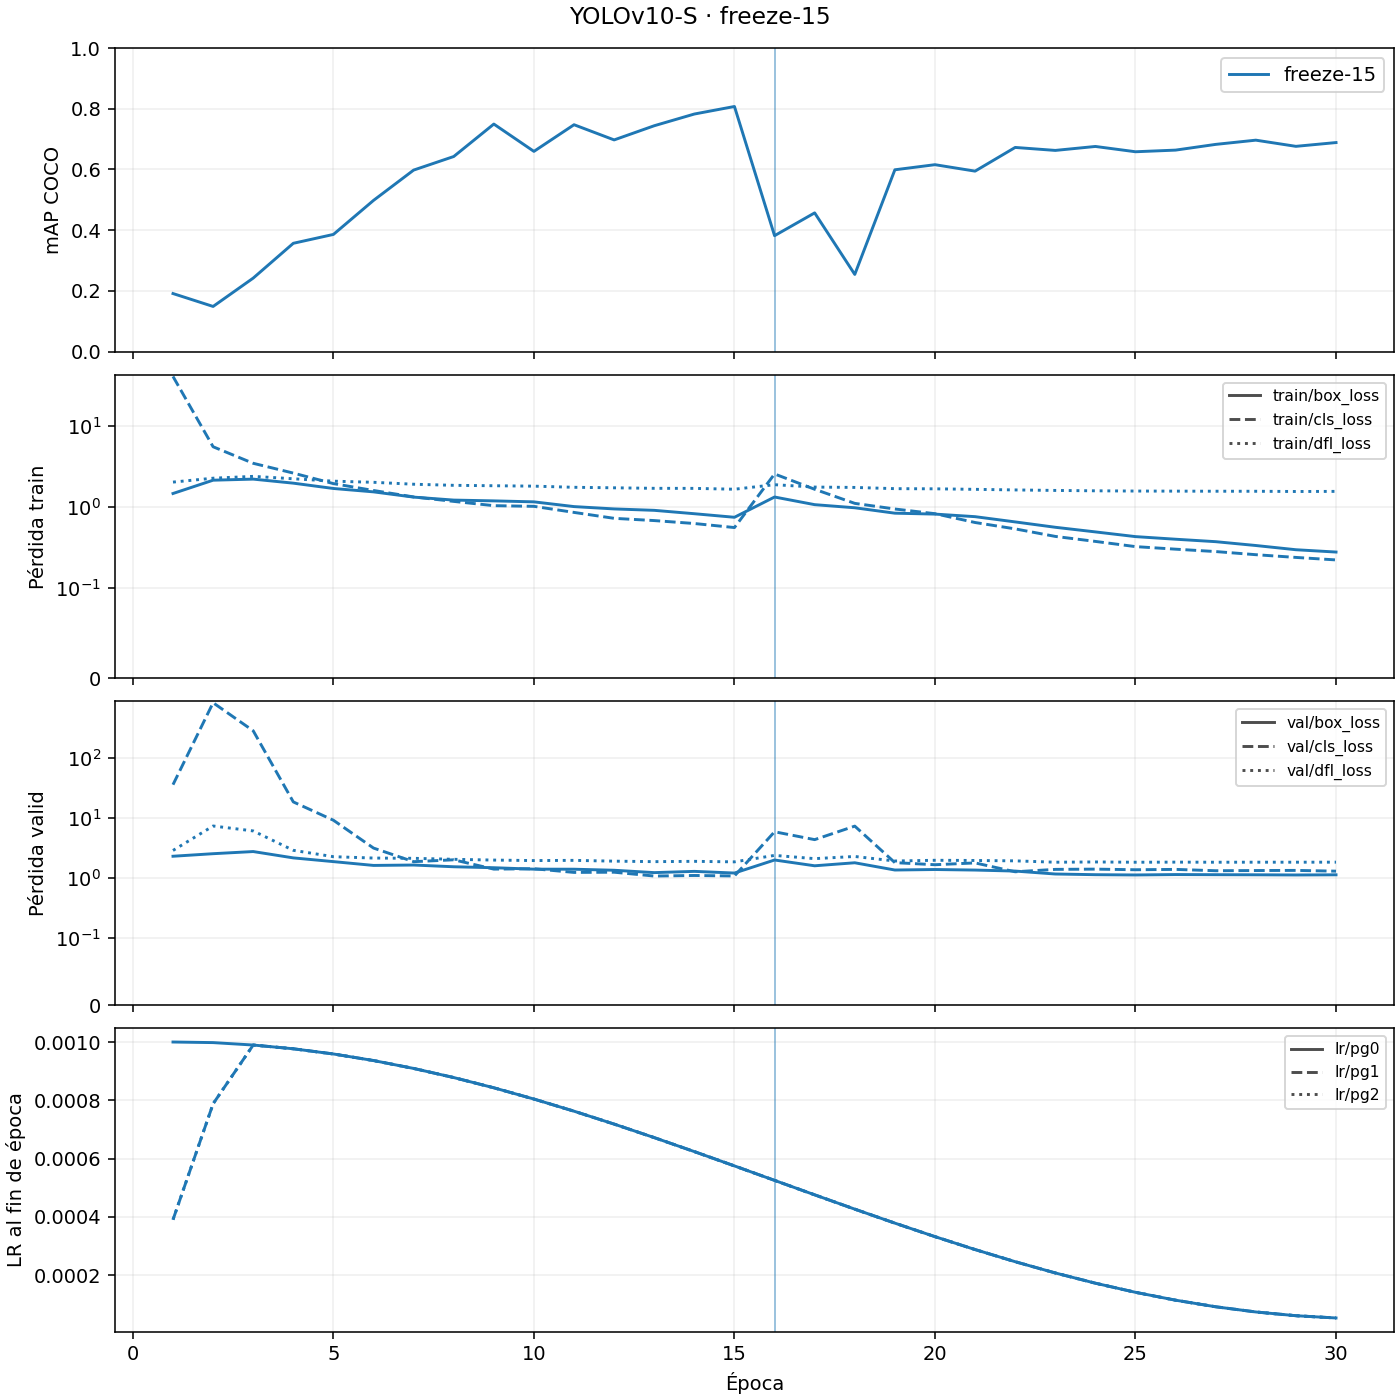 YOLOv10-S · freeze-15
mAP COCO
1.0
0.8
0.6
0.4
0.2
0.0
freeze-15
Pérdida train
10¹
10⁰
10⁻¹
0
train/box_loss
train/cls_loss
train/dfl_loss
Pérdida valid
10²
10¹
10⁰
10⁻¹
0
val/box_loss
val/cls_loss
val/dfl_loss
LR al fin de época
0.0010
0.0008
0.0006
0.0004
0.0002
lr/pg0
lr/pg1
lr/pg2
0 5 10 15 20 25 30
Época